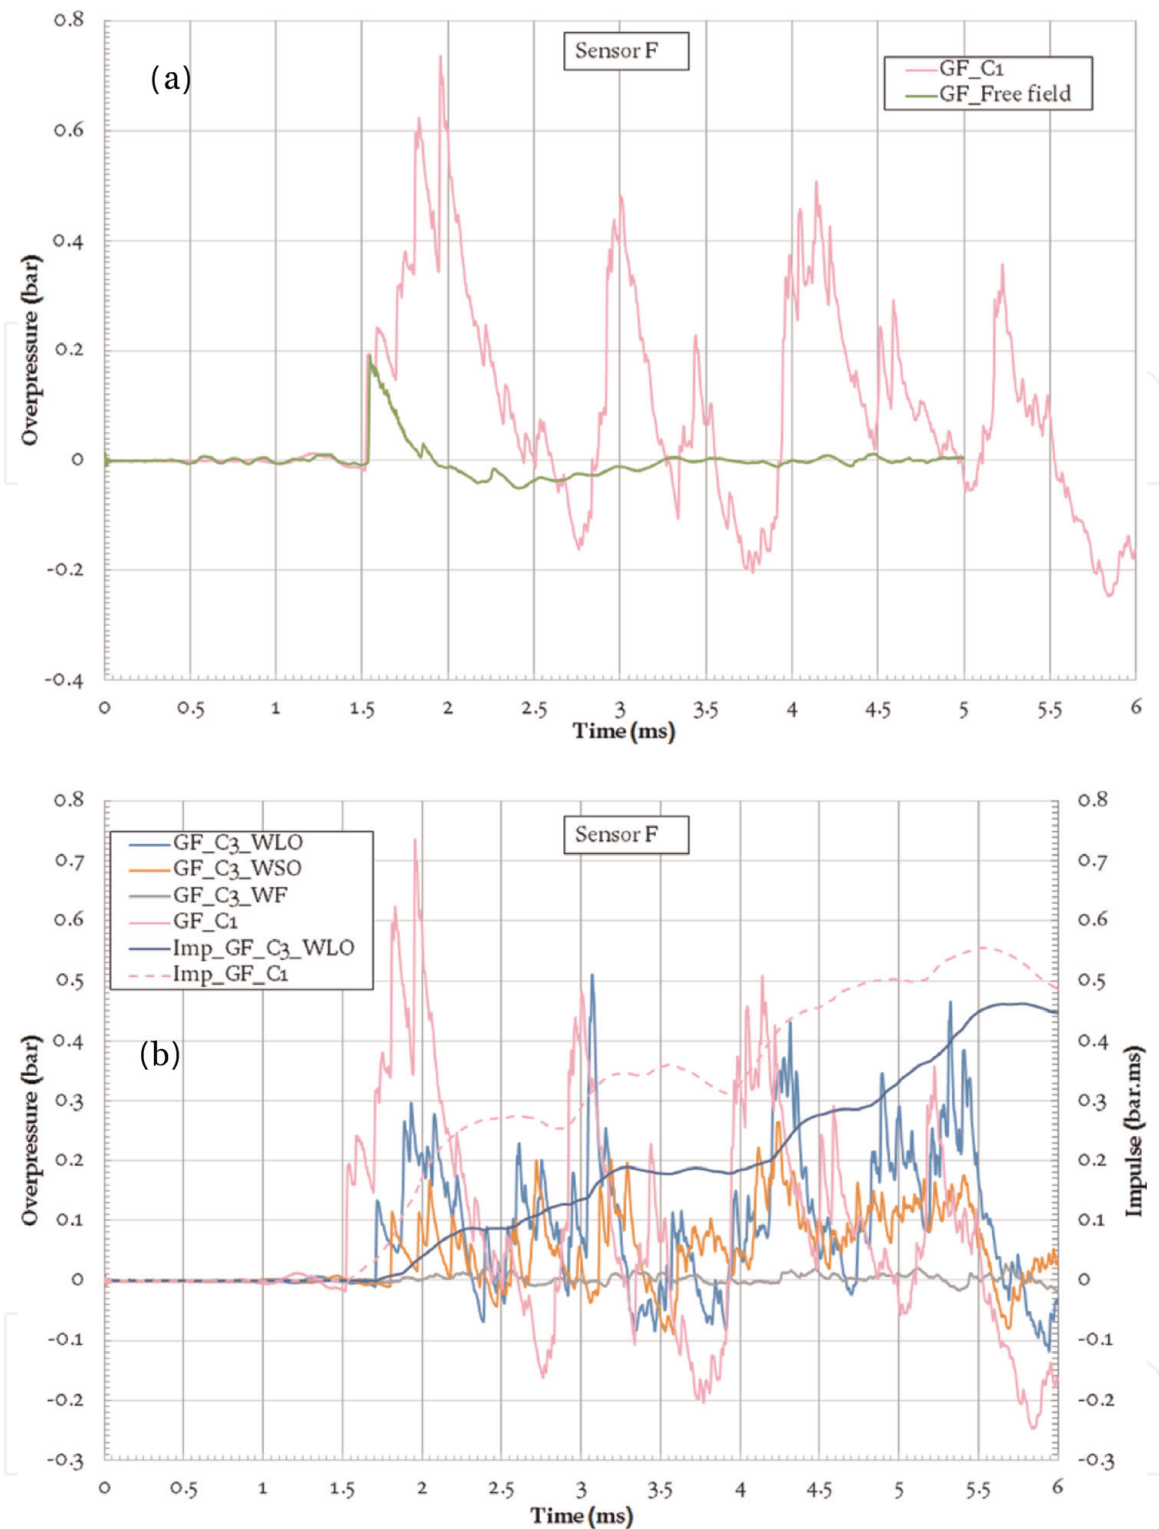 (a)
Sensor F
GF_C1
GF_Free field
0.8
0.6
0.4
0.2
0
-0.2
-0.4
Overpressure (bar)
0 0.5 1 1.5 2 2.5 3 3.5 4 4.5 5 5.5 6
Time (ms)
(b)
Sensor F
GF_C3_WLO
GF_C3_WSO
GF_C3_WF
GF_C1
Imp_GF_C3_WLO
Imp_GF_C1
0.8
0.7
0.6
0.5
0.4
0.3
0.2
0.1
0
-0.1
-0.2
-0.3
Overpressure (bar)
0.8
0.7
0.6
0.5
0.4
0.3
0.2
0.1
0
-0.1
-0.2
-0.3
Impulse (bar.ms)
0 0.5 1 1.5 2 2.5 3 3.5 4 4.5 5 5.5 6
Time (ms)